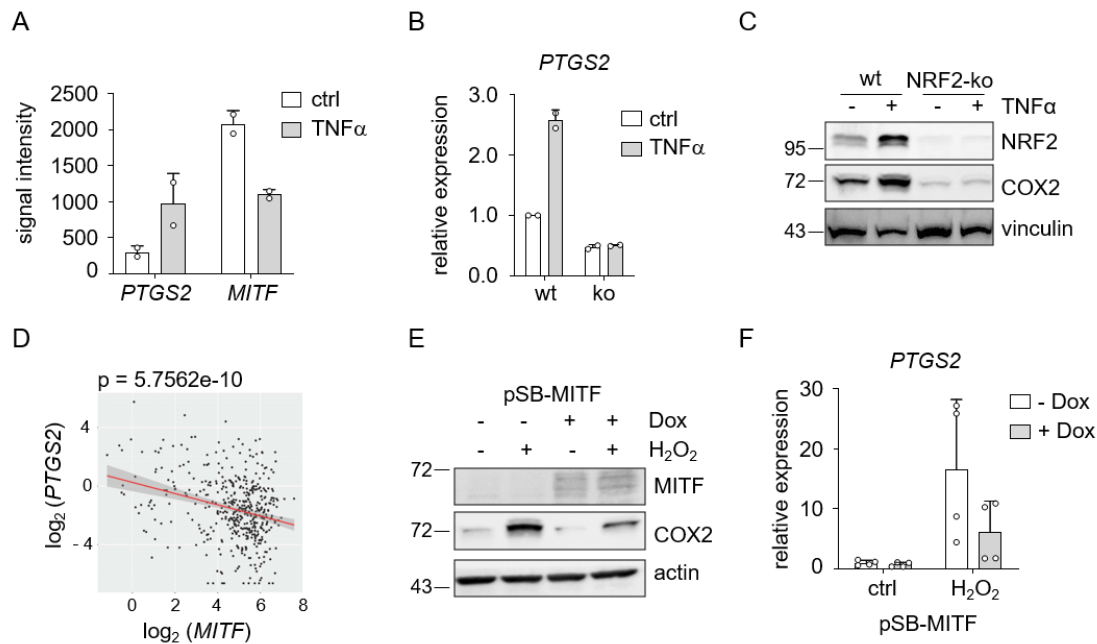 A
signal intensity
2500
2000
1500
1000
500
0
PTGS2
MITF
ctrl
TNFα
B
PTGS2
relative expression
3.0
2.0
1.0
0.0
wt
ko
ctrl
TNFα
C
wt NRF2-ko
- + - + TNFα
95 NRF2
72 COX2
43 vinculin
D
p = 5.7562e-10
log₂ (PTGS2)
4
0
- 4
0 2 4 6 8
log₂ (MITF)
E
pSB-MITF
- - + + Dox
- + - + H₂O₂
72 MITF
72 COX2
43 actin
F
PTGS2
relative expression
30
20
10
0
ctrl H₂O₂
pSB-MITF
- Dox
+ Dox